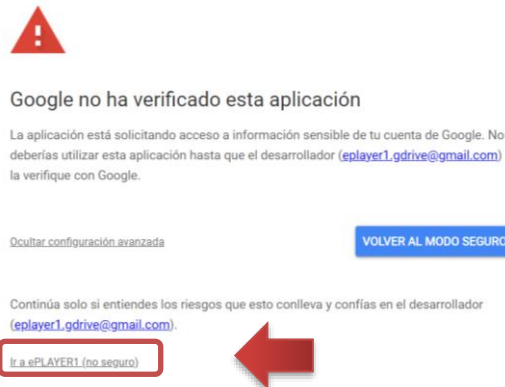 Google no ha verificado esta aplicación
La aplicación está solicitando acceso a información sensible de tu cuenta de Google. No
deberías utilizar esta aplicación hasta que el desarrollador (eplayer1.gdrive@gmail.com)
la verifique con Google.
Ocultar configuración avanzada
VOLVER AL MODO SEGURO
Continúa solo si entiendes los riesgos que esto conlleva y confías en el desarrollador
(eplayer1.gdrive@gmail.com).
Ir a ePLAYER1 (no seguro)